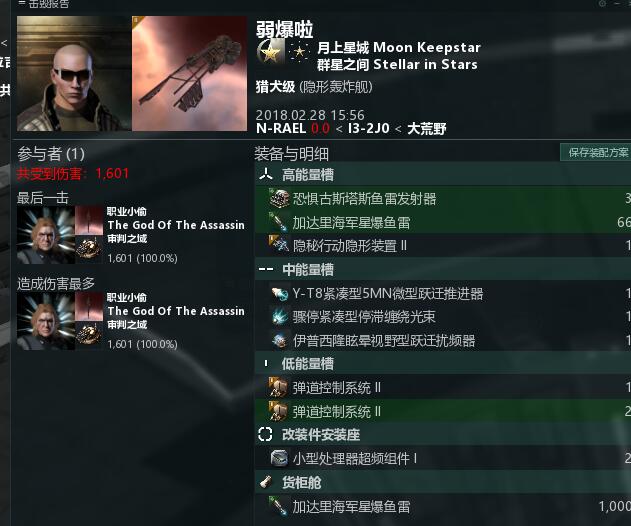 击毁报告
弱爆啦
月上星城 Moon Keepstar
群星之间 Stellar in Stars
猎犬级 (隐形轰炸舰)
2018.02.28 15:56
N-RAEL 0.0 < I3-2J0 < 大荒野
参与者 (1)
共受到伤害：1,601
最后一击
职业小偷
The God Of The Assassin
审判之域
1,601 (100.0%)
造成伤害最多
职业小偷
The God Of The Assassin
审判之域
1,601 (100.0%)
装备与明细
保存装配方案
高能量槽
恐惧古斯塔斯鱼雷发射器 3
加达里海军星爆鱼雷 66
隐秘行动隐形装置 II 1
中能量槽
Y-T8紧凑型5MN微型跃迁推进器 1
骤停紧凑型停滞缠绕光束 1
伊普西隆眩晕视野型跃迁扰频器 1
低能量槽
弹道控制系统 II 1
弹道控制系统 II 2
改装件安装座
小型处理器超频组件 I 2
货柜舱
加达里海军星爆鱼雷 1,000